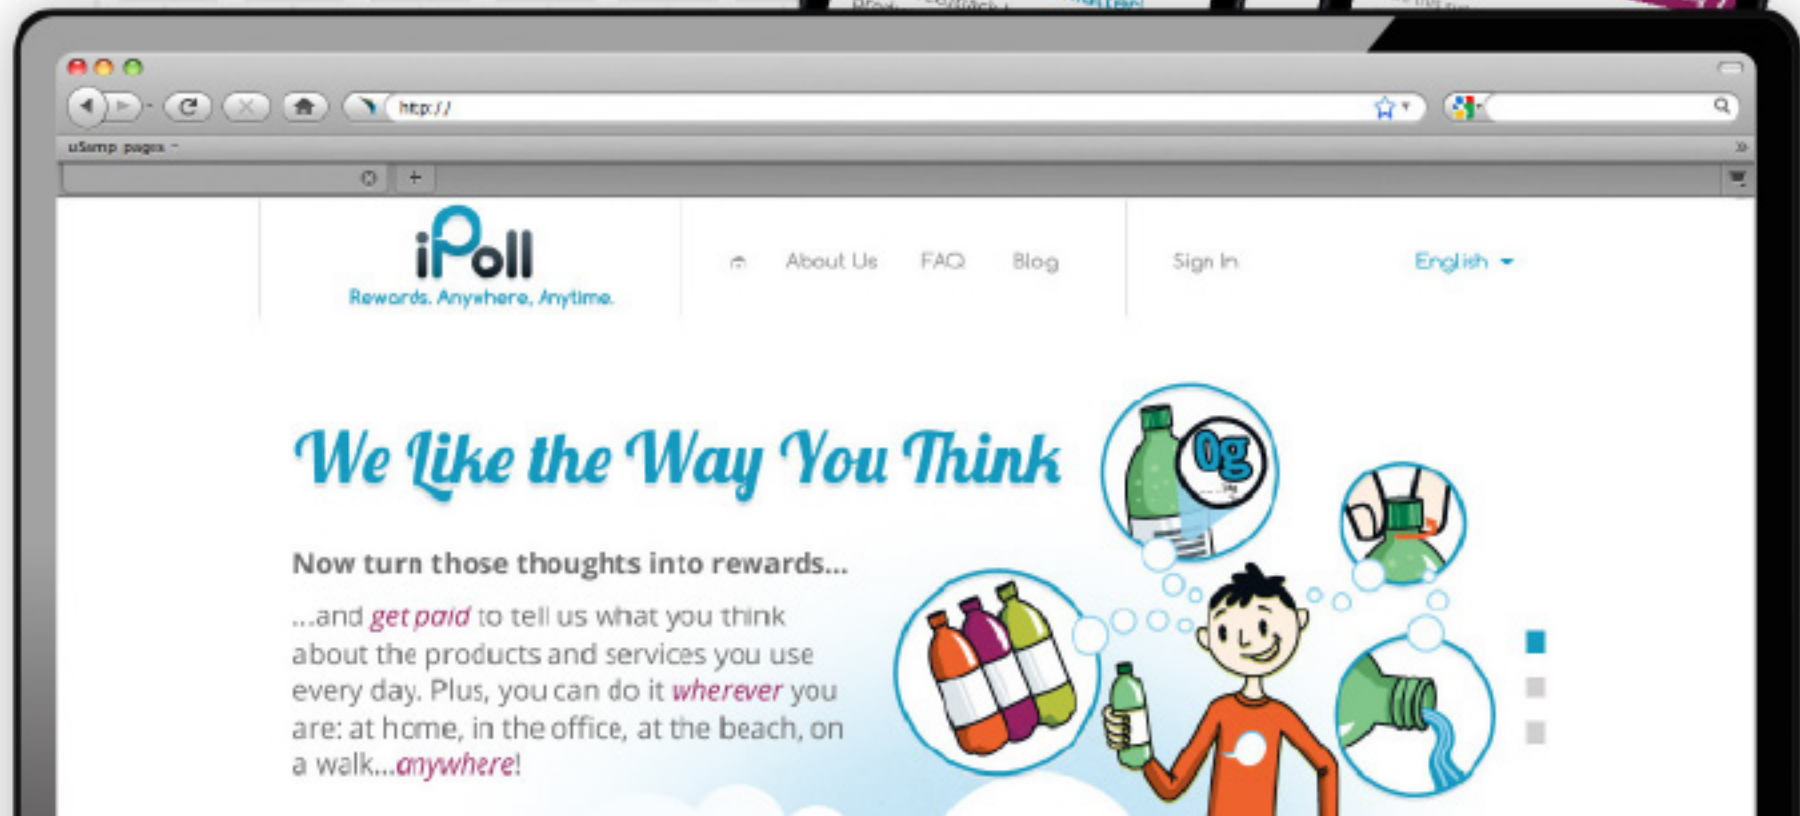 http://
uSamp pages
iPoll
Rewards. Anywhere, Anytime.
About Us FAQ Blog Sign In English
We Like the Way You Think
0g
Now turn those thoughts into rewards...
...and get paid to tell us what you think
about the products and services you use
every day. Plus, you can do it wherever you
are: at home, in the office, at the beach, on
a walk...anywhere!